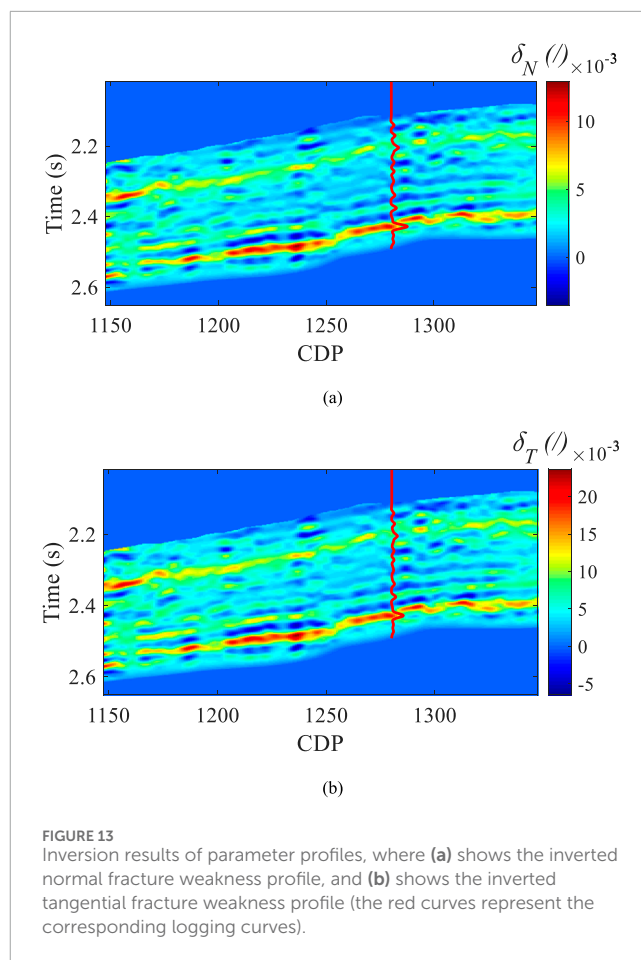 δ_N (/) ×10⁻³
10
5
0
2.2
2.4
2.6
Time (s)
1150 1200 1250 1300
CDP
(a)
δ_T (/) ×10⁻³
20
15
10
5
0
-5
2.2
2.4
2.6
Time (s)
1150 1200 1250 1300
CDP
(b)
FIGURE 13
Inversion results of parameter profiles, where (a) shows the inverted
normal fracture weakness profile, and (b) shows the inverted
tangential fracture weakness profile (the red curves represent the
corresponding logging curves).